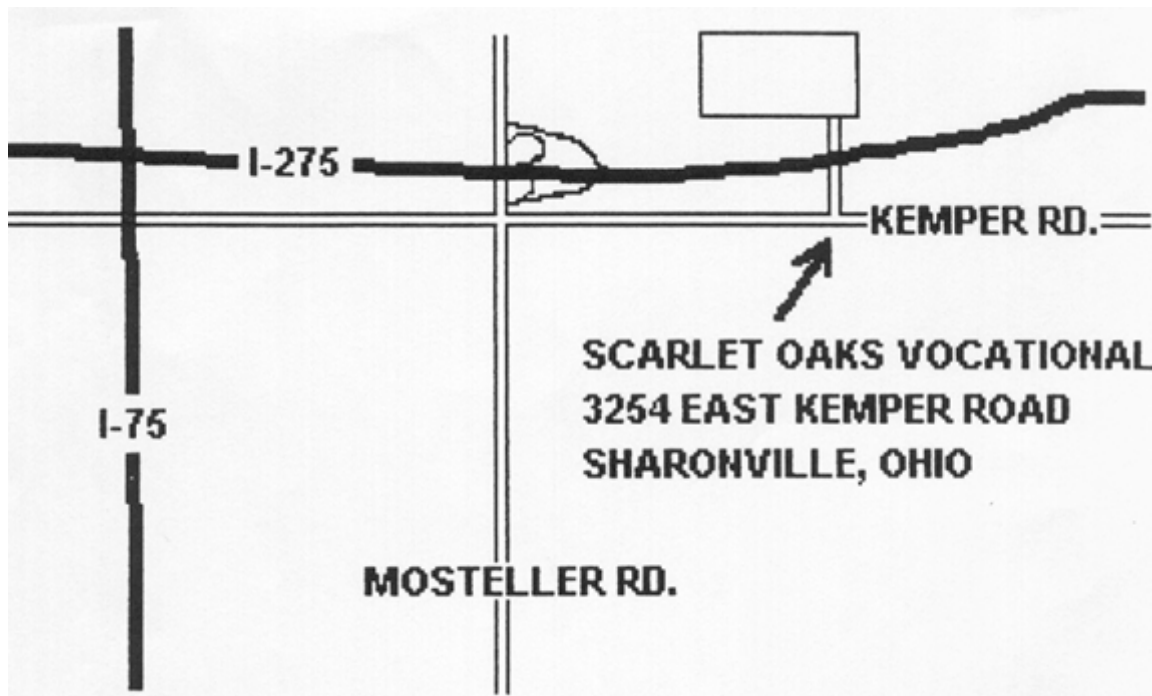 I-275
KEMPER RD.
SCARLET OAKS VOCATIONAL
3254 EAST KEMPER ROAD
SHARONVILLE, OHIO
I-75
MOSTELLER RD.